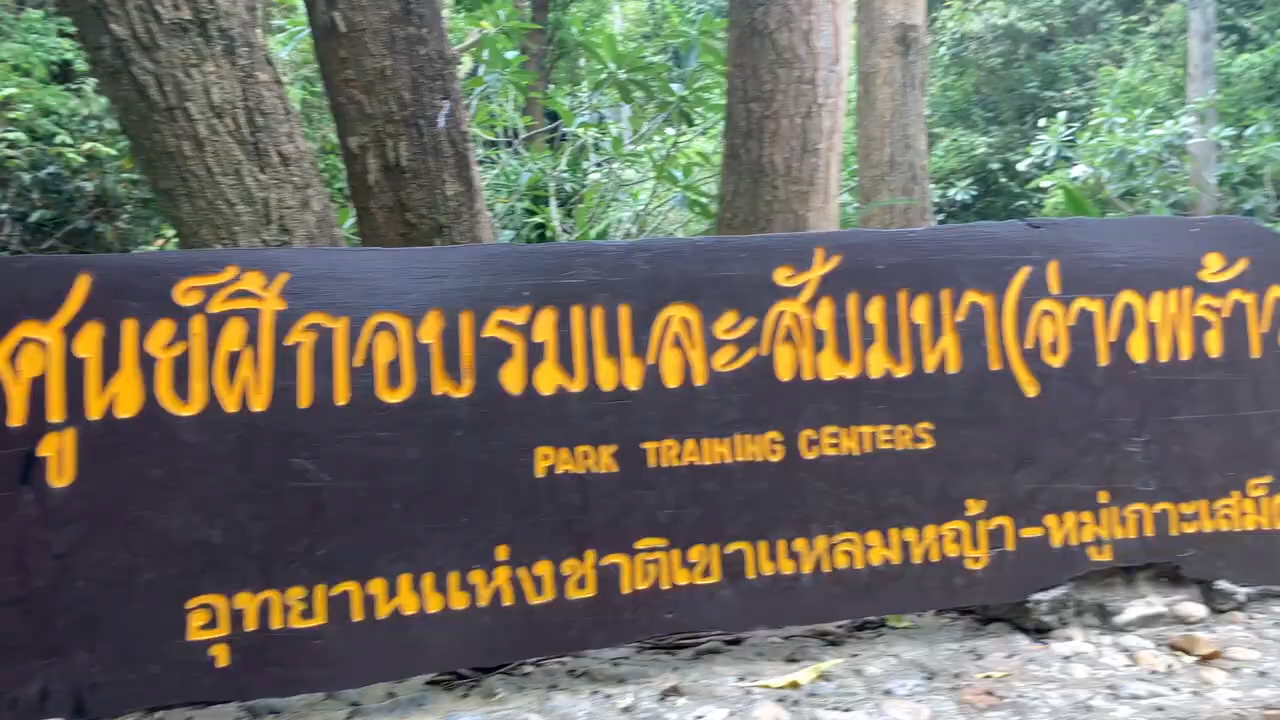 ศูนย์ฝึกอบรมและสัมมนา(อ่าวพร้าว
PARK TRAINING CENTERS
อุทยานแห่งชาติเขาแหลมหญ้า-หมู่เกาะเสม็ด